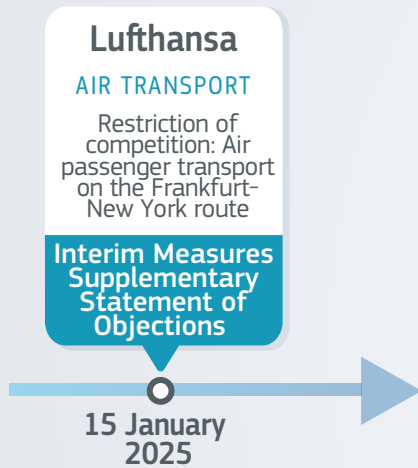 Lufthansa
AIR TRANSPORT
Restriction of
competition: Air
passenger transport
on the Frankfurt-
New York route
Interim Measures
Supplementary
Statement of
Objections
15 January
2025